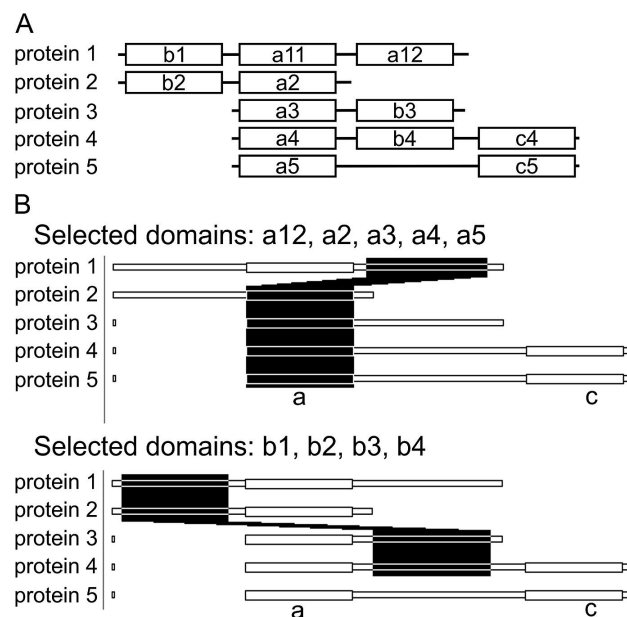 A
protein 1 b1 a11 a12
protein 2 b2 a2
protein 3 a3 b3
protein 4 a4 b4 c4
protein 5 a5 c5
B
Selected domains: a12, a2, a3, a4, a5
protein 1
protein 2
protein 3
protein 4
protein 5
a c
Selected domains: b1, b2, b3, b4
protein 1
protein 2
protein 3
protein 4
protein 5
a c